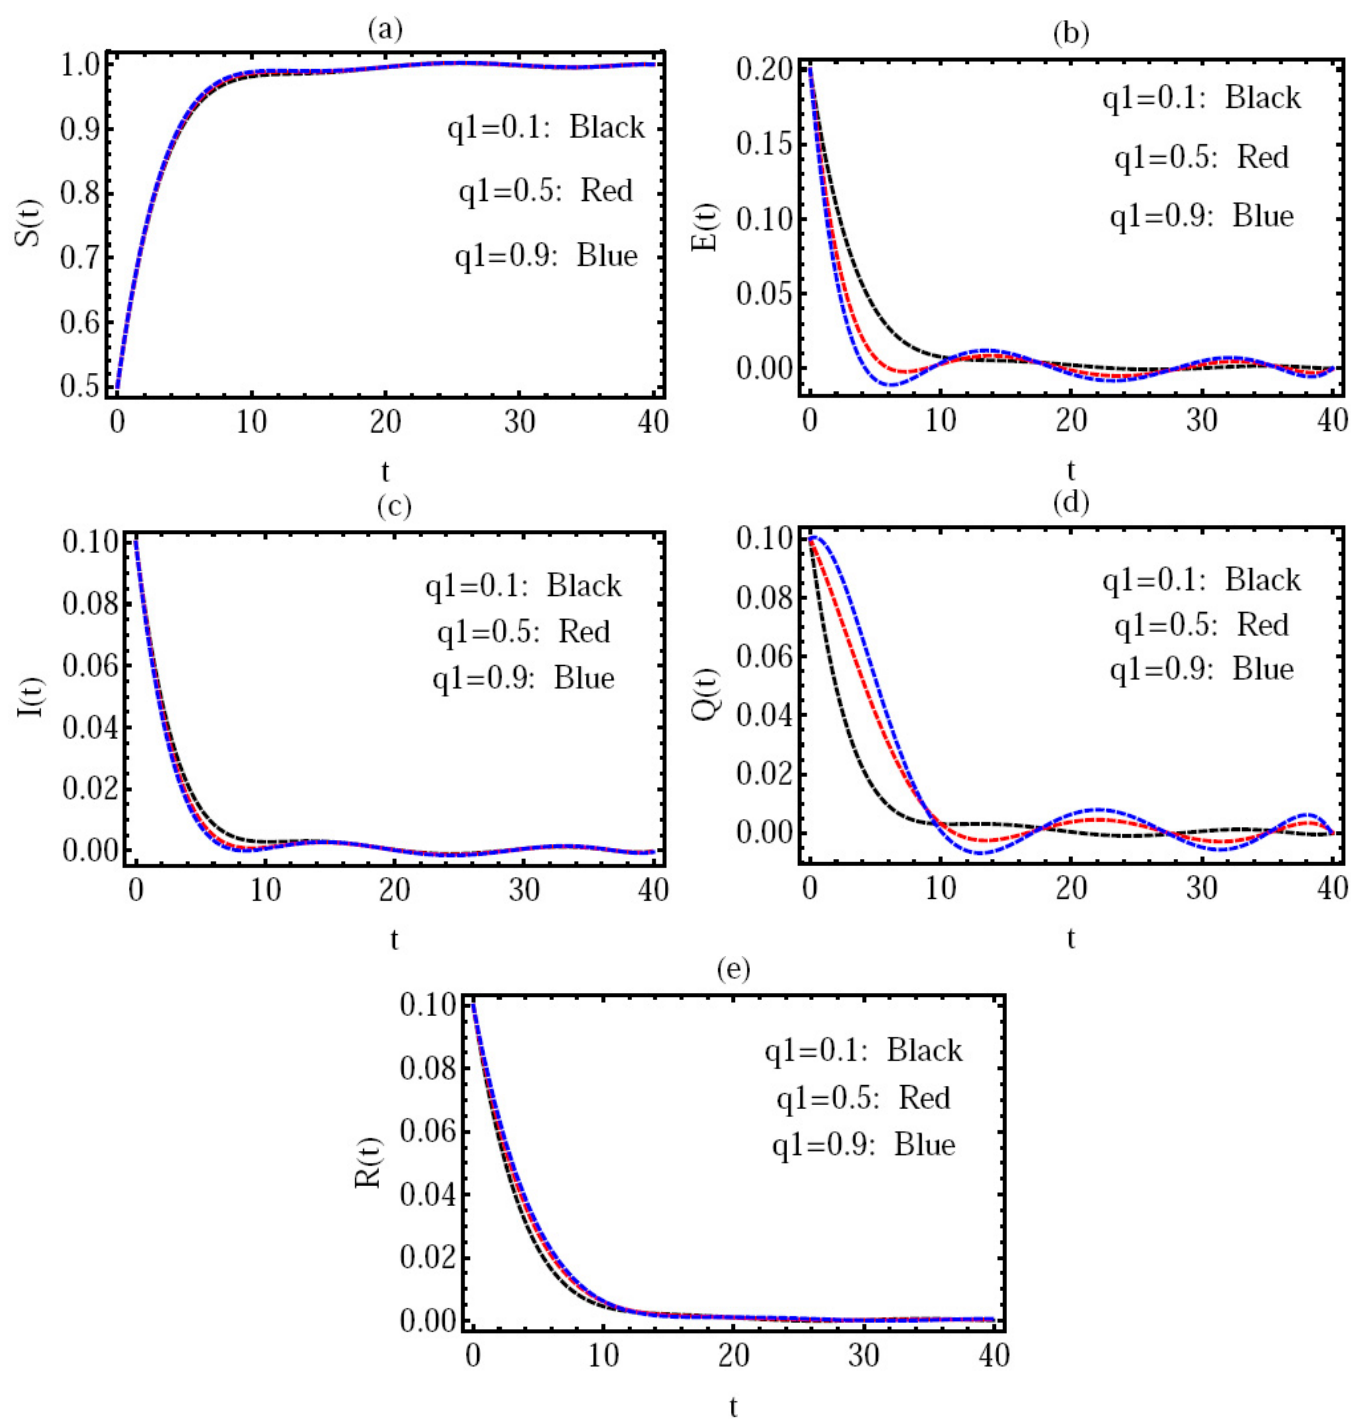 (a)
1.0
0.9
0.8
0.7
0.6
0.5
S(t)
q1=0.1: Black
q1=0.5: Red
q1=0.9: Blue
0 10 20 30 40
t
(b)
0.20
0.15
0.10
0.05
0.00
E(t)
q1=0.1: Black
q1=0.5: Red
q1=0.9: Blue
0 10 20 30 40
t
(c)
0.10
0.08
0.06
0.04
0.02
0.00
I(t)
q1=0.1: Black
q1=0.5: Red
q1=0.9: Blue
0 10 20 30 40
t
(d)
0.10
0.08
0.06
0.04
0.02
0.00
Q(t)
q1=0.1: Black
q1=0.5: Red
q1=0.9: Blue
0 10 20 30 40
t
(e)
0.10
0.08
0.06
0.04
0.02
0.00
R(t)
q1=0.1: Black
q1=0.5: Red
q1=0.9: Blue
0 10 20 30 40
t